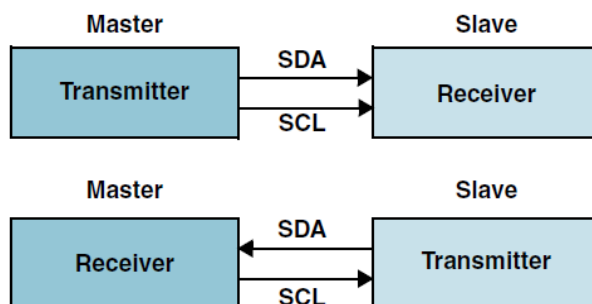 Master Slave
SDA
Transmitter Receiver
SCL
Master Slave
SDA
Receiver Transmitter
SCL